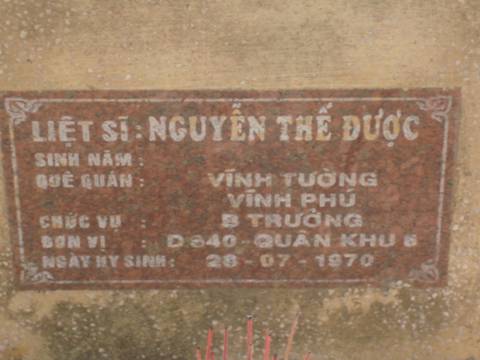 LIỆT SĨ : NGUYỄN THẾ ĐƯỢC
SINH NĂM :
QUÊ QUÁN : VĨNH TƯỜNG
VĨNH PHÚ
CHỨC VỤ : B TRƯỞNG
ĐƠN VỊ : D 840 - QUÂN KHU 6
NGÀY HY SINH : 28 - 07 - 1970